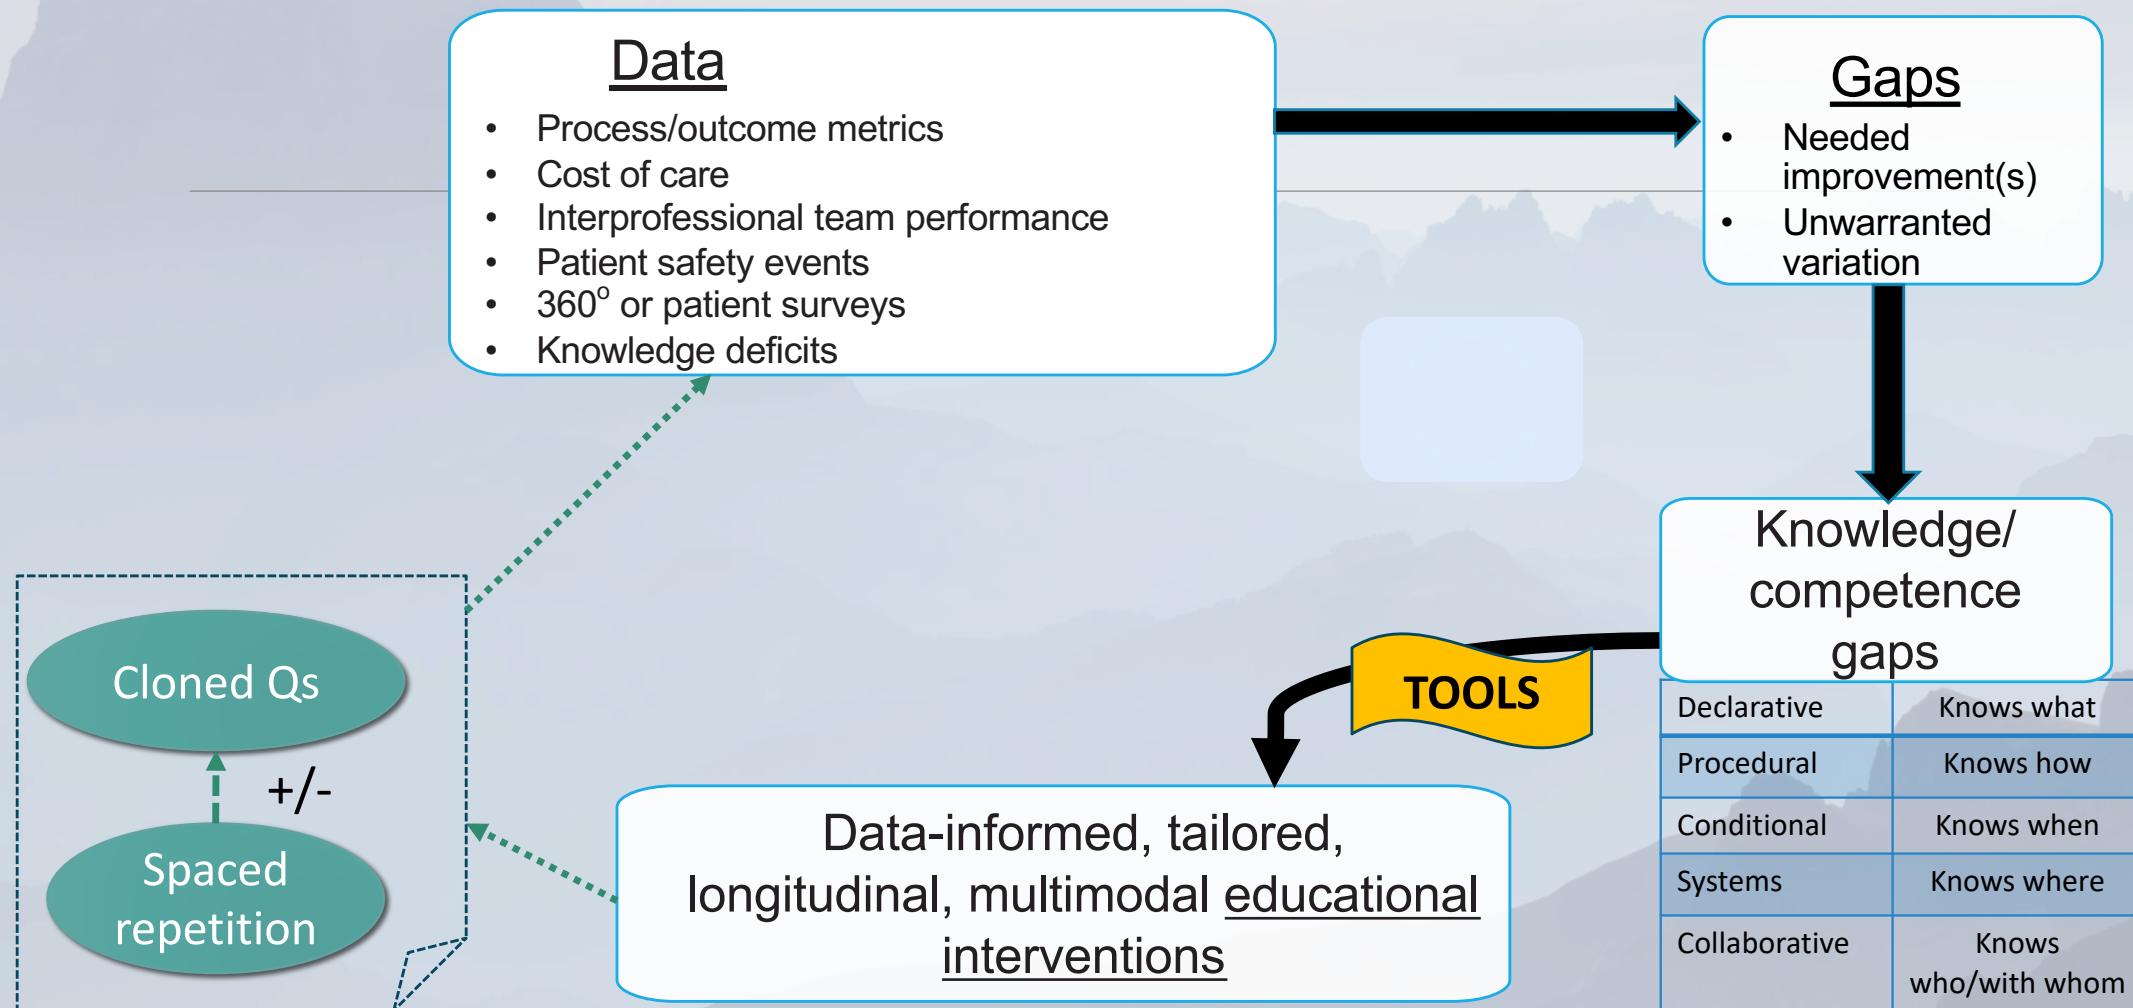 Data
• Process/outcome metrics
• Cost of care
• Interprofessional team performance
• Patient safety events
• 360° or patient surveys
• Knowledge deficits
Gaps
• Needed
improvement(s)
• Unwarranted
variation
Knowledge/
competence
gaps
Declarative Knows what
Procedural Knows how
Conditional Knows when
Systems Knows where
Collaborative Knows
who/with whom
TOOLS
Data-informed, tailored,
longitudinal, multimodal educational
interventions
Cloned Qs
+/-
Spaced
repetition